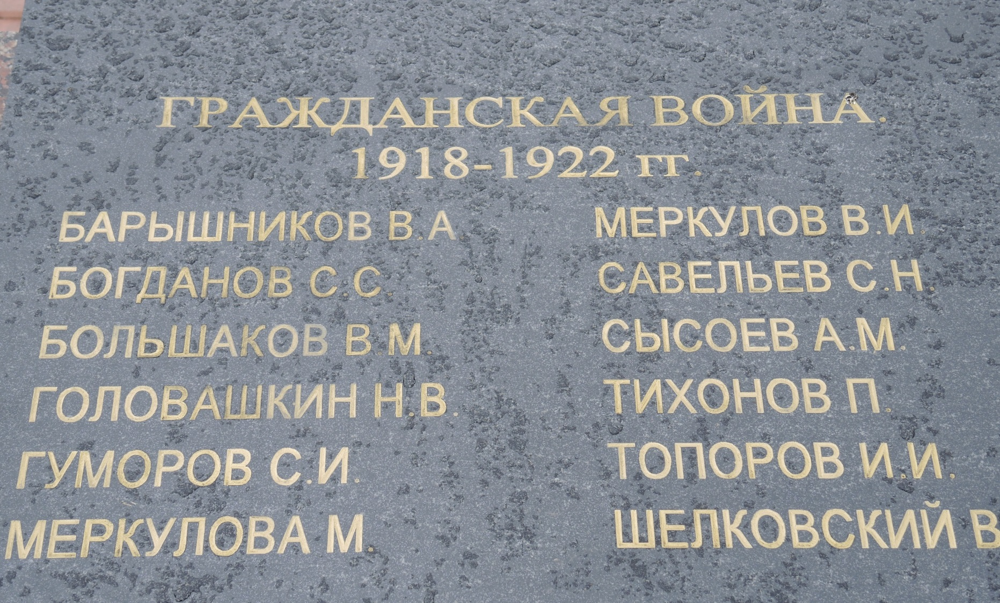 ГРАЖДАНСКАЯ ВОЙНА.
1918-1922 гг.
БАРЫШНИКОВ В.А.
БОГДАНОВ С.С.
БОЛЬШАКОВ В.М.
ГОЛОВАШКИН Н.В.
ГУМОРОВ С.И.
МЕРКУЛОВА М.
МЕРКУЛОВ В.И.
САВЕЛЬЕВ С.Н.
СЫСОЕВ А.М.
ТИХОНОВ П.
ТОПОРОВ И.И.
ШЕЛКОВСКИЙ В